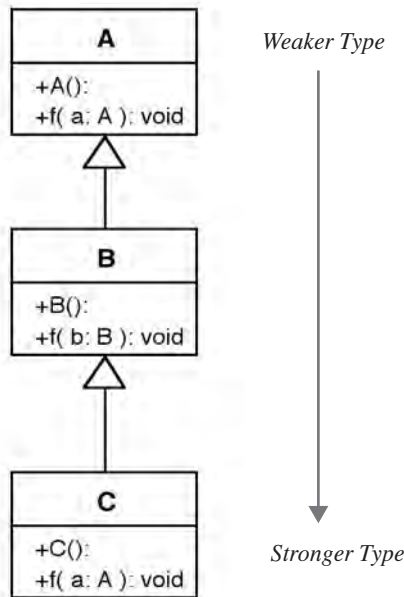 A
Weaker Type
+A():
+f( a: A ): void
B
+B():
+f( b: B ): void
C
+C():
Stronger Type
+f( a: A ): void